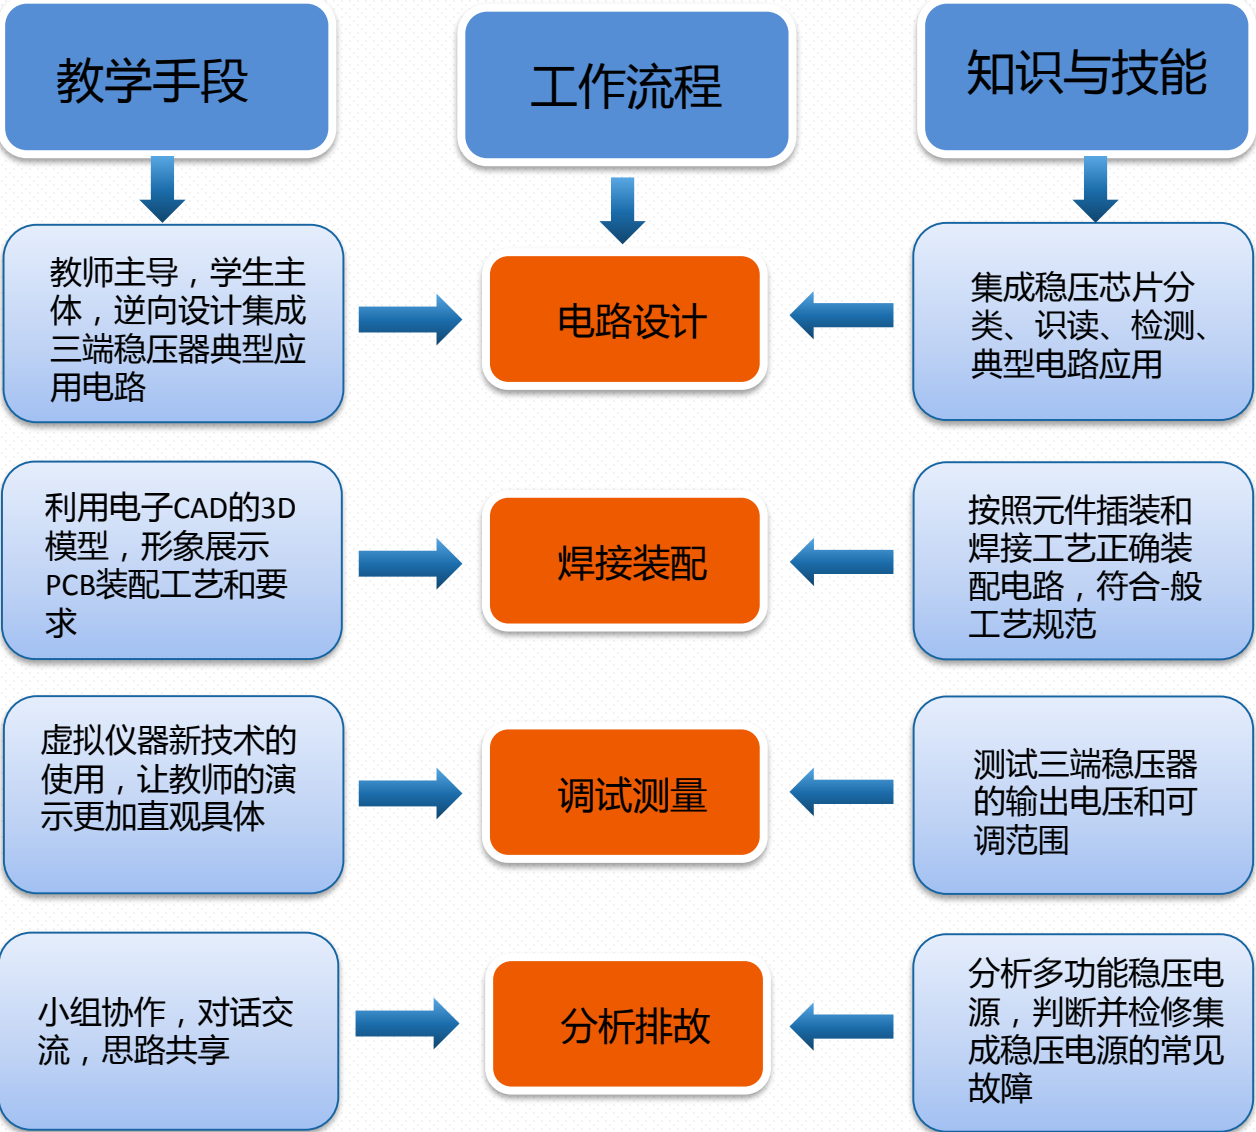 教学手段
工作流程
知识与技能
教师主导，学生主
体，逆向设计集成
三端稳压器典型应
用电路
电路设计
集成稳压芯片分
类、识读、检测、
典型电路应用
利用电子CAD的3D
模型，形象展示
PCB装配工艺和要
求
焊接装配
按照元件插装和
焊接工艺正确装
配电路，符合-般
工艺规范
虚拟仪器新技术的
使用，让教师的演
示更加直观具体
调试测量
测试三端稳压器
的输出电压和可
调范围
小组协作，对话交
流，思路共享
分析排故
分析多功能稳压电
源，判断并检修集
成稳压电源的常见
故障